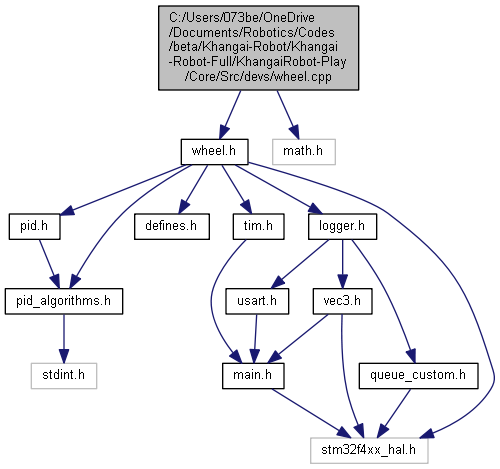 C:/Users/073be/OneDrive
/Documents/Robotics/Codes
/beta/Khangai-Robot/Khangai
-Robot-Full/KhangaiRobot-Play
/Core/Src/devs/wheel.cpp
wheel.h
math.h
pid.h
defines.h
tim.h
logger.h
pid_algorithms.h
usart.h
vec3.h
stdint.h
main.h
queue_custom.h
stm32f4xx_hal.h